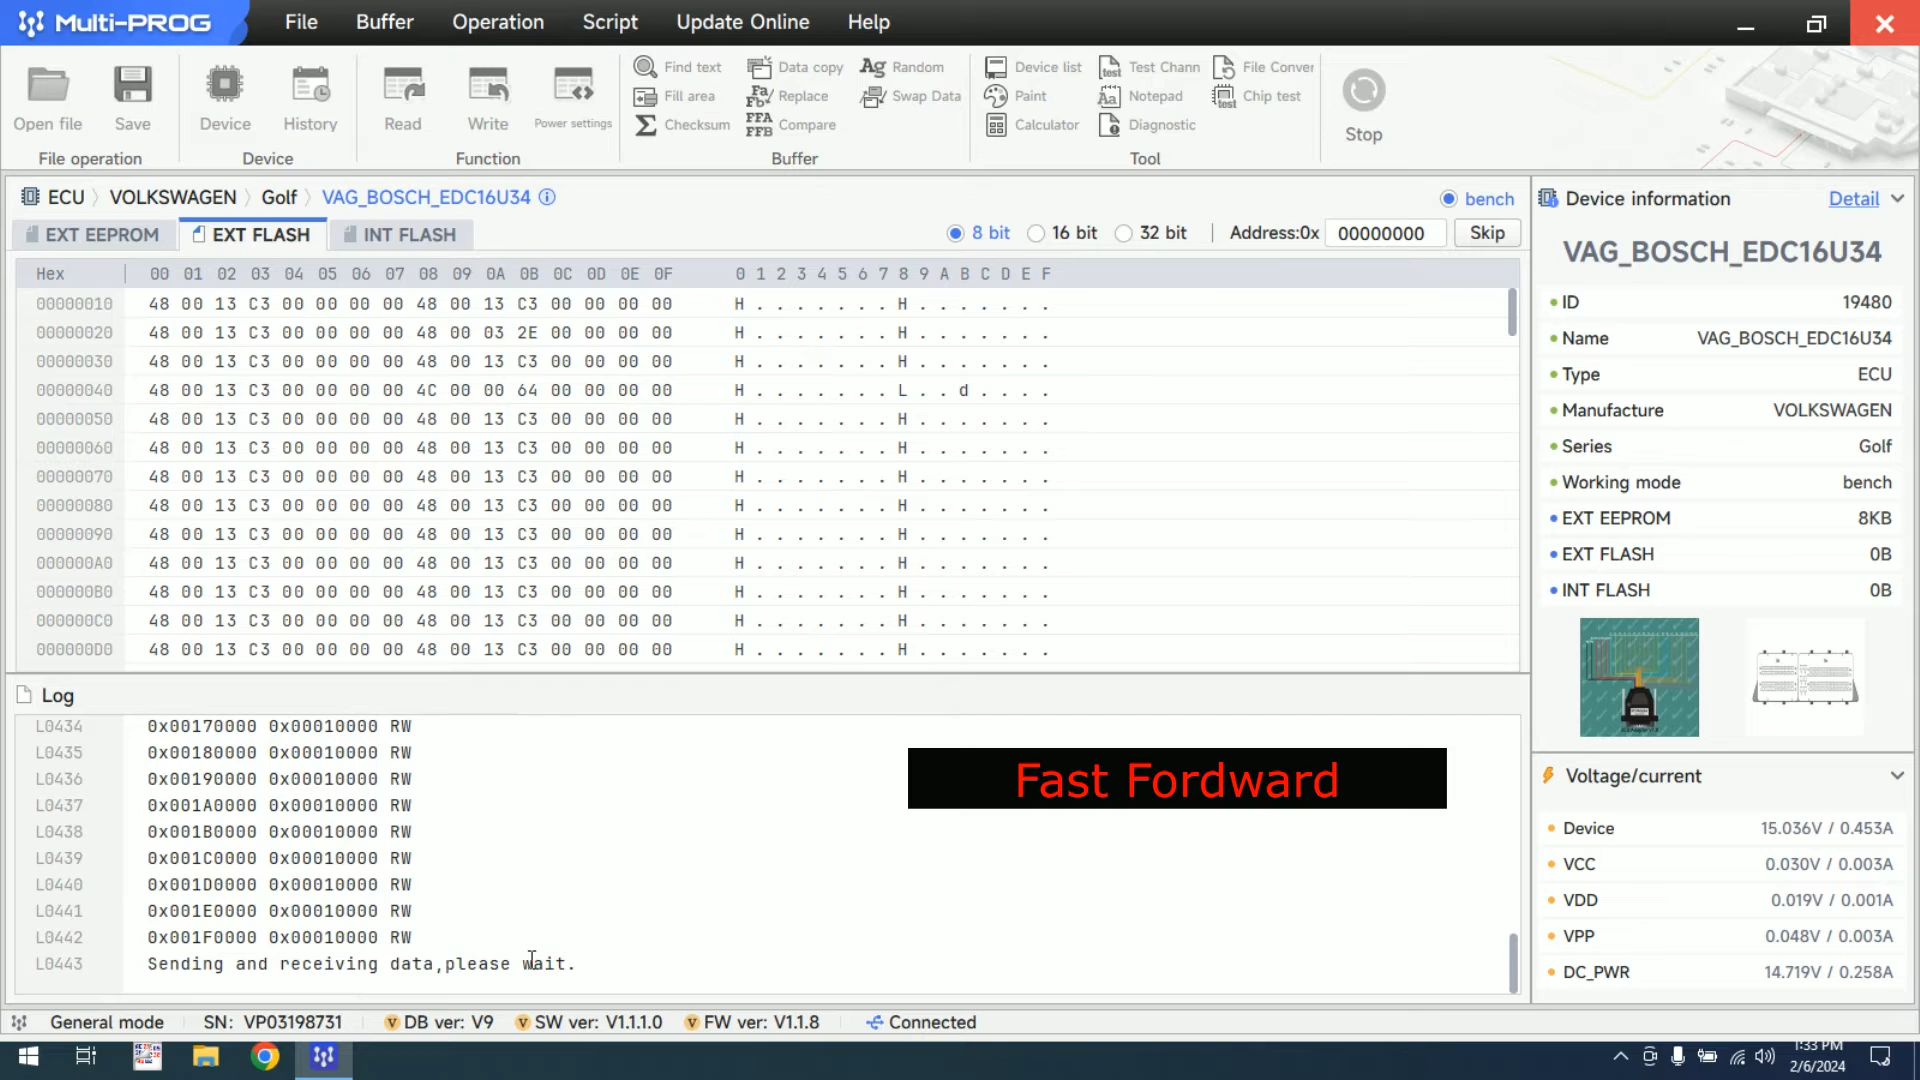 Multi-PROG File Buffer Operation Script Update Online Help
Open file Save Device History Read Write Power settings
Find text Data copy Random Device list Test Chann File Conver
Fill area Replace Swap Data Paint Notepad Chip test
Checksum Compare Calculator Diagnostic Stop
File operation Device Function Buffer Tool
ECU VOLKSWAGEN Golf VAG_BOSCH_EDC16U34 bench
EXT EEPROM EXT FLASH INT FLASH 8 bit 16 bit 32 bit Address:0x 00000000 Skip
Hex 00 01 02 03 04 05 06 07 08 09 0A 0B 0C 0D 0E 0F 0 1 2 3 4 5 6 7 8 9 A B C D E F
00000010 48 00 13 C3 00 00 00 00 48 00 13 C3 00 00 00 00 H . . . . . . . H . . . . . . .
00000020 48 00 13 C3 00 00 00 00 48 00 03 2E 00 00 00 00 H . . . . . . . H . . . . . . .
00000030 48 00 13 C3 00 00 00 00 48 00 13 C3 00 00 00 00 H . . . . . . . H . . . . . . .
00000040 48 00 13 C3 00 00 00 00 4C 00 00 64 00 00 00 00 H . . . . . . . L . . d . . . .
00000050 48 00 13 C3 00 00 00 00 48 00 13 C3 00 00 00 00 H . . . . . . . H . . . . . . .
00000060 48 00 13 C3 00 00 00 00 48 00 13 C3 00 00 00 00 H . . . . . . . H . . . . . . .
00000070 48 00 13 C3 00 00 00 00 48 00 13 C3 00 00 00 00 H . . . . . . . H . . . . . . .
00000080 48 00 13 C3 00 00 00 00 48 00 13 C3 00 00 00 00 H . . . . . . . H . . . . . . .
00000090 48 00 13 C3 00 00 00 00 48 00 13 C3 00 00 00 00 H . . . . . . . H . . . . . . .
000000A0 48 00 13 C3 00 00 00 00 48 00 13 C3 00 00 00 00 H . . . . . . . H . . . . . . .
000000B0 48 00 13 C3 00 00 00 00 48 00 13 C3 00 00 00 00 H . . . . . . . H . . . . . . .
000000C0 48 00 13 C3 00 00 00 00 48 00 13 C3 00 00 00 00 H . . . . . . . H . . . . . . .
000000D0 48 00 13 C3 00 00 00 00 48 00 13 C3 00 00 00 00 H . . . . . . . H . . . . . . .
Log
L0434 0x00170000 0x00010000 RW
L0435 0x00180000 0x00010000 RW
L0436 0x00190000 0x00010000 RW
L0437 0x001A0000 0x00010000 RW
L0438 0x001B0000 0x00010000 RW
L0439 0x001C0000 0x00010000 RW
L0440 0x001D0000 0x00010000 RW
L0441 0x001E0000 0x00010000 RW
L0442 0x001F0000 0x00010000 RW
L0443 Sending and receiving data,please wait.
Fast Fordward
Device information Detail
VAG_BOSCH_EDC16U34
ID 19480
Name VAG_BOSCH_EDC16U34
Type ECU
Manufacture VOLKSWAGEN
Series Golf
Working mode bench
EXT EEPROM 8KB
EXT FLASH 0B
INT FLASH 0B
Voltage/current
Device 15.036V / 0.453A
VCC 0.030V / 0.003A
VDD 0.019V / 0.001A
VPP 0.048V / 0.003A
DC_PWR 14.719V / 0.258A
General mode SN: VP03198731 DB ver: V9 SW ver: V1.1.1.0 FW ver: V1.1.8 Connected
1:33 PM
2/6/2024